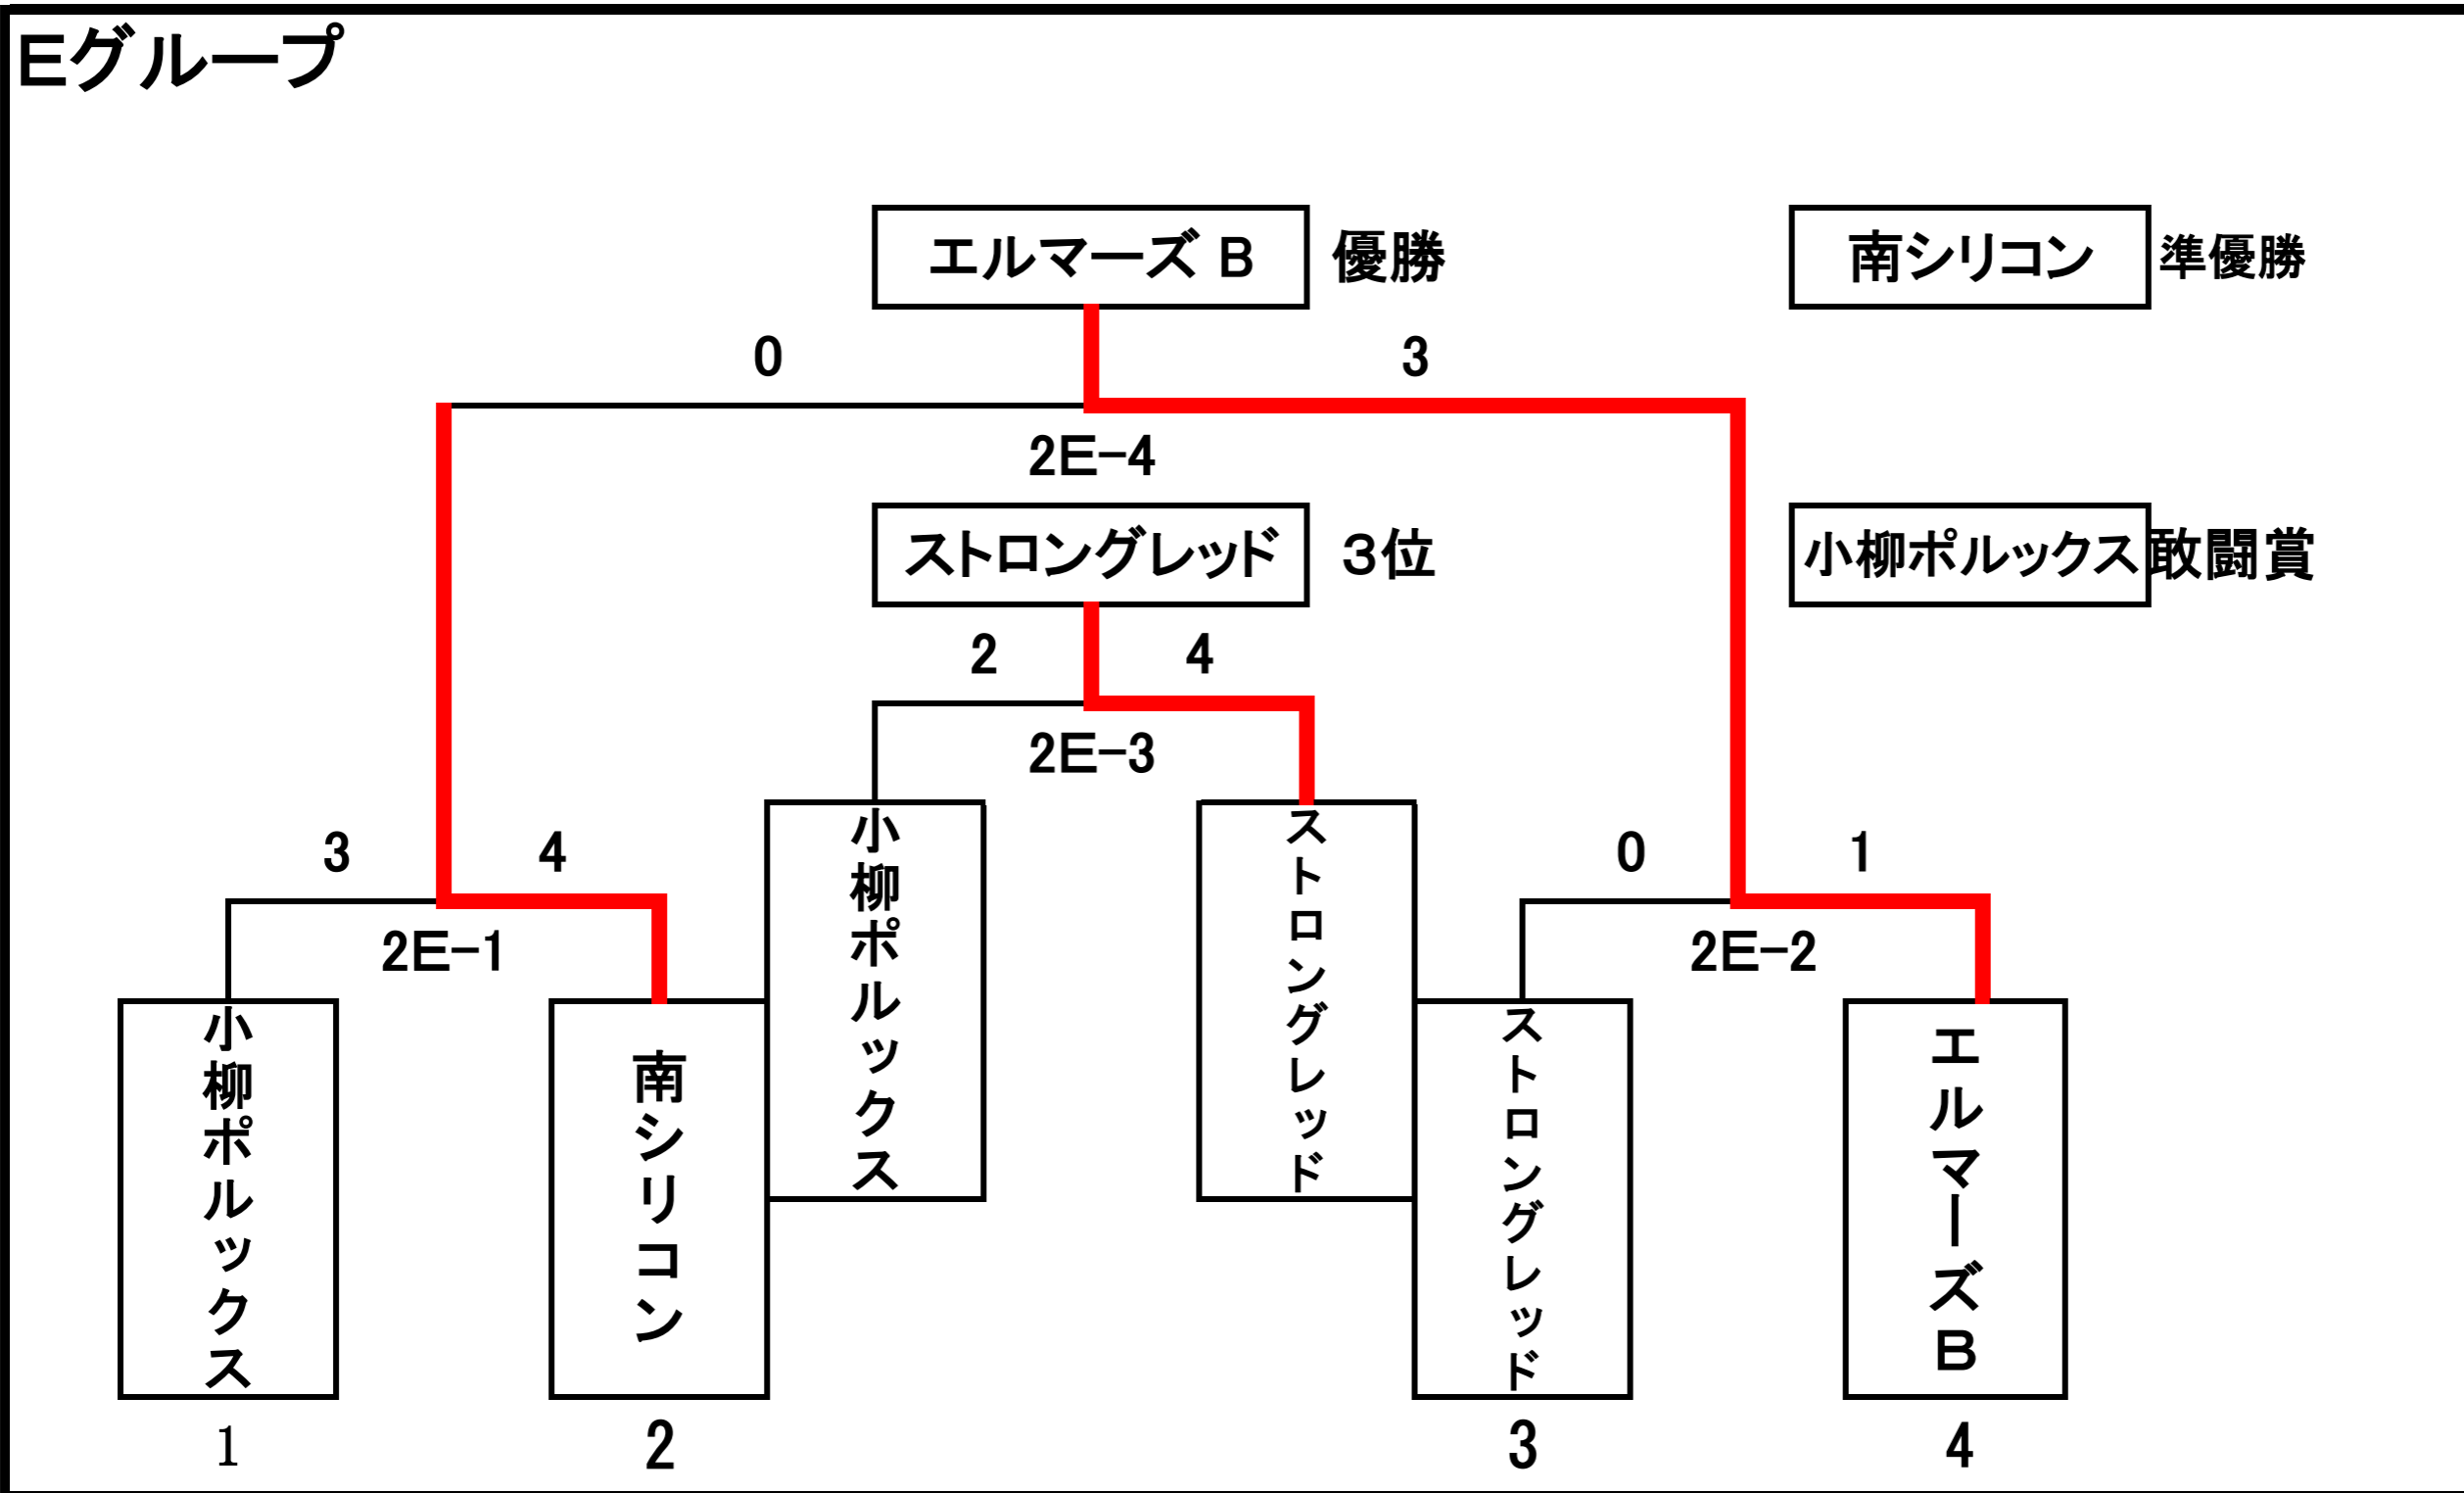 Eグループ
エルマーズ B 優勝
南シリコン 準優勝
0 3
2E-4
ストロングレッド 3位
小柳ポルックス 敢闘賞
2 4
2E-3
3 4
2E-1
0 1
2E-2
小柳ポルックス
南シリコン
小柳ポルックス
ストロングレッド
ストロングレッド
エルマーズB
1 2 3 4